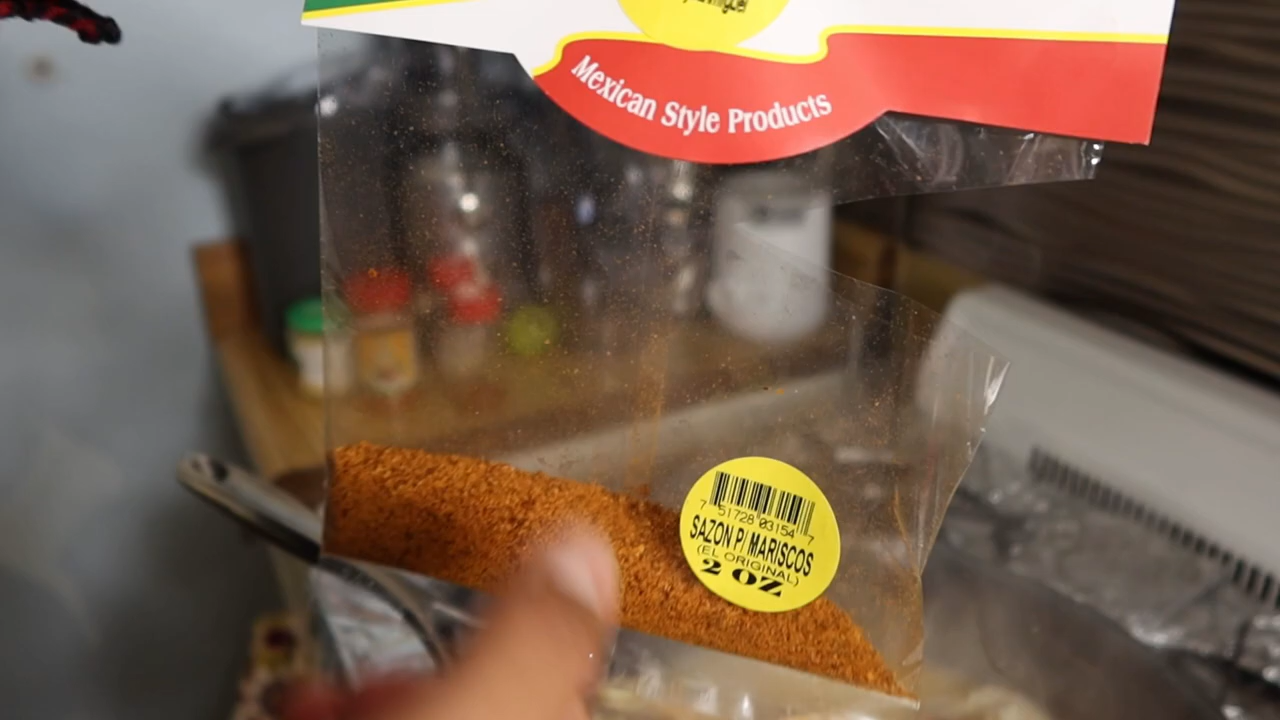 Mexican Style Products
7 51728 03154 7
SAZON P/ MARISCOS
(EL ORIGINAL)
2 OZ